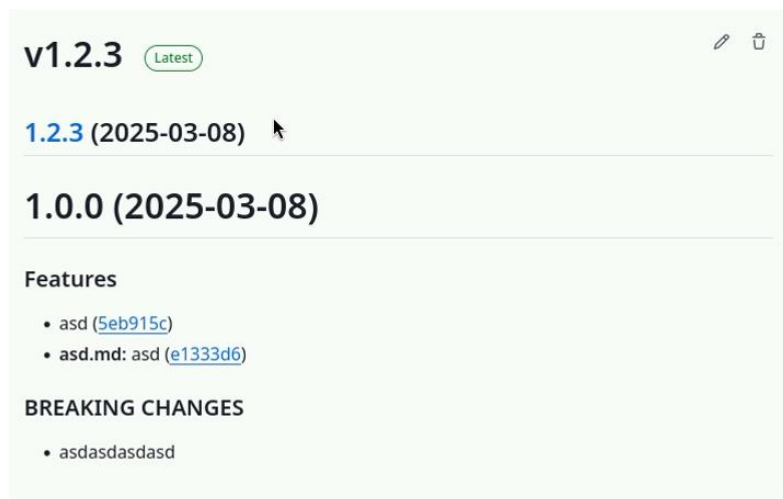 v1.2.3 Latest
1.2.3 (2025-03-08)
1.0.0 (2025-03-08)
Features
• asd (5eb915c)
• asd.md: asd (e1333d6)
BREAKING CHANGES
• asdasdasdasd